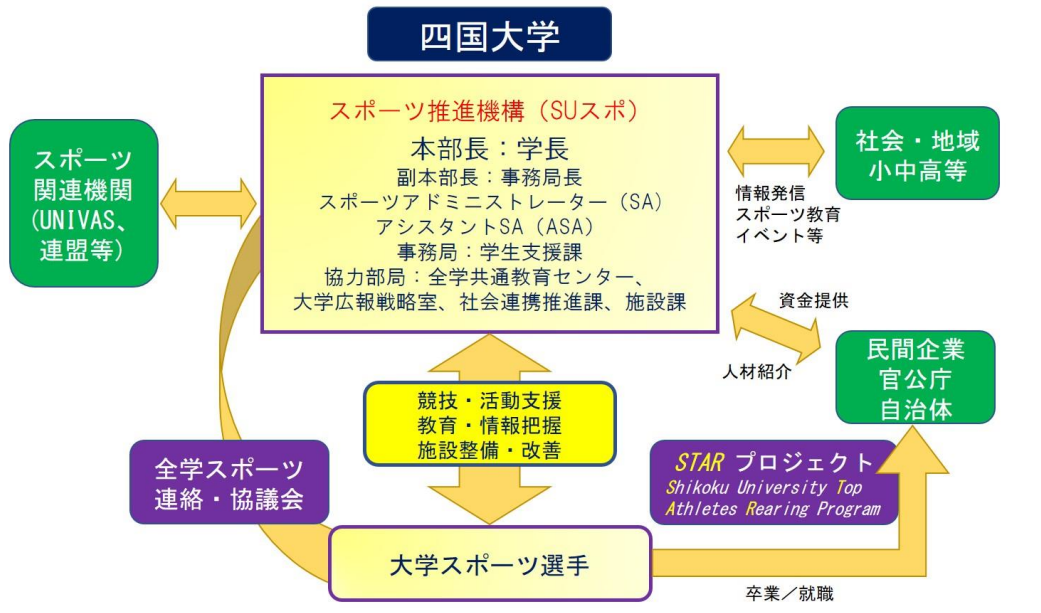 四国大学
スポーツ推進機構（SUスポ）
本部長：学長
副本部長：事務局長
スポーツアドミニストレーター（SA）
アシスタントSA（ASA）
事務局：学生支援課
協力部局：全学共通教育センター、
大学広報戦略室、社会連携推進課、施設課
スポーツ
関連機関
(UNIVAS、
連盟等)
社会・地域
小中高等
情報発信
スポーツ教育
イベント等
資金提供
人材紹介
民間企業
官公庁
自治体
競技・活動支援
教育・情報把握
施設整備・改善
全学スポーツ
連絡・協議会
STAR プロジェクト
Shikoku University Top
Athletes Rearing Program
大学スポーツ選手
卒業／就職